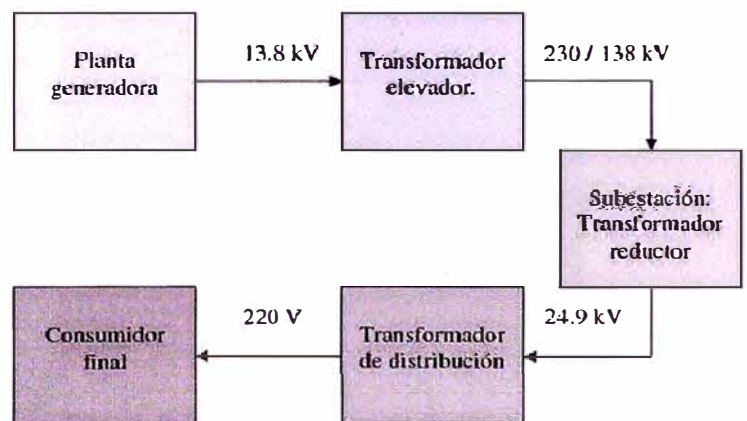 Planta
generadora
13.8 kV
Transformador
elevador.
230 / 138 kV
Subestación:
Transformador
reductor
24.9 kV
Transformador
de distribución
220 V
Consumidor
final